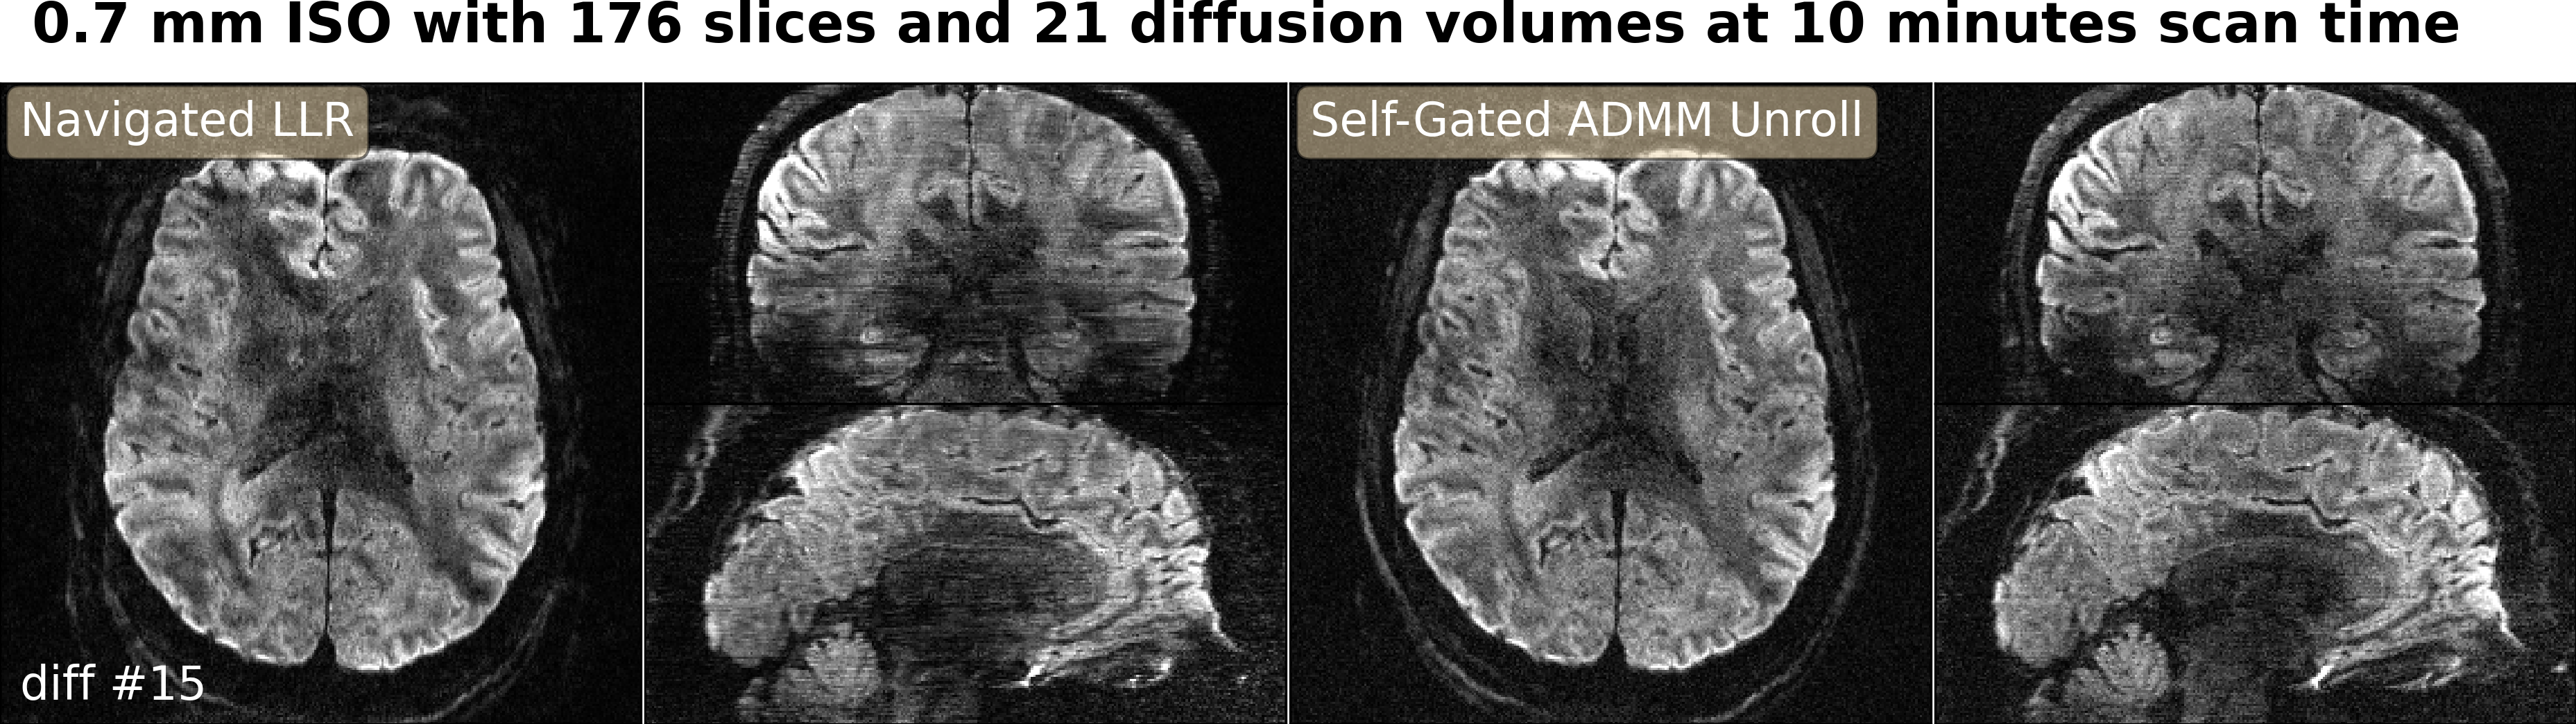 0.7 mm ISO with 176 slices and 21 diffusion volumes at 10 minutes scan time
Navigated LLR
Self-Gated ADMM Unroll
diff #15